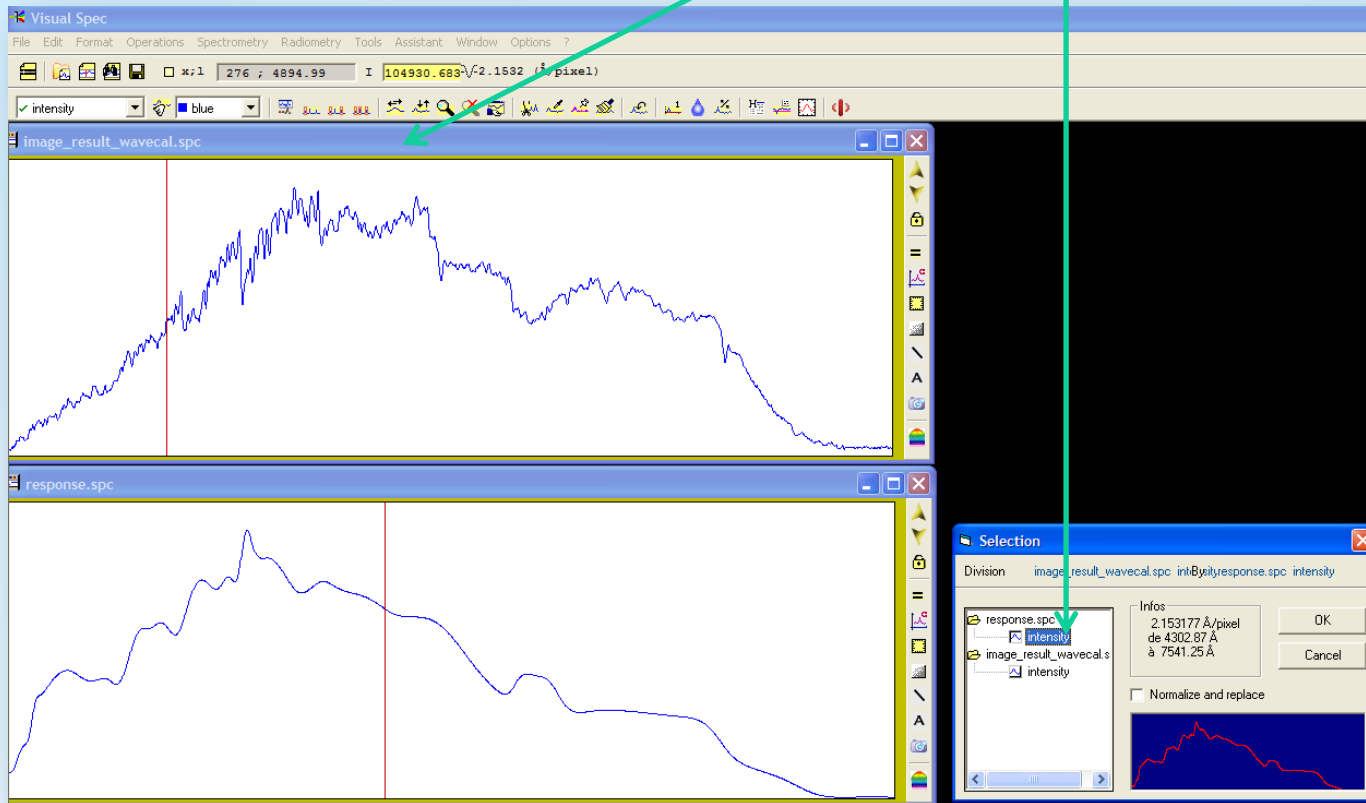 Visual Spec
File Edit Format Operations Spectrometry Radiometry Tools Assistant Window Options ?
x;l 276 ; 4894.99 I 104930.683 2.1532 (Å/pixel)
intensity blue
image_result_wavecal.spc
A
response.spc
A
Selection
Division image_result_wavecal.spc intBysityresponse.spc intensity
response.spc
intensity
image_result_wavecal.s
intensity
Infos
2.153177 Å/pixel
de 4302.87 Å
à 7541.25 Å
OK
Cancel
Normalize and replace